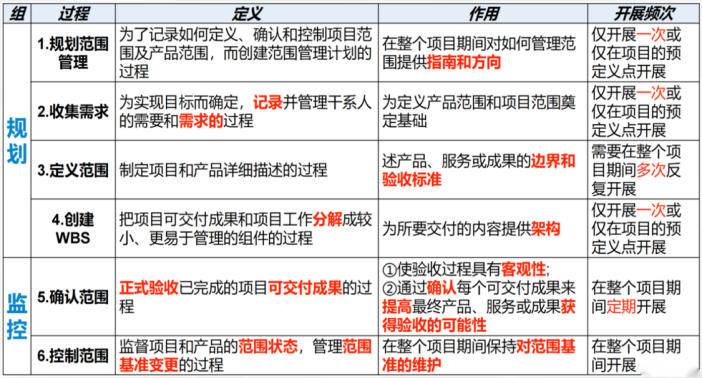 组 过程 定义 作用 开展频次
规划
1.规划范围
管理
为了记录如何定义、确认和控制项目范
围及产品范围，而创建范围管理计划的
过程
在整个项目期间对如何管理范
围提供指南和方向
仅开展一次或
仅在项目的预
定义点开展
2.收集需求
为实现目标而确定，记录并管理干系人
的需要和需求的过程
为定义产品范围和项目范围奠
定基础
仅开展一次或
仅在项目的预
定义点开展
3.定义范围
制定项目和产品详细描述的过程
述产品、服务或成果的边界和
验收标准
需要在整个项
目期间多次反
复开展
4.创建
WBS
把项目可交付成果和项目工作分解成较
小、更易于管理的组件的过程
为所要交付的内容提供架构
仅开展一次或
仅在项目的预
定义点开展
监控
5.确认范围
正式验收已完成的项目可交付成果的过
程
①使验收过程具有客观性；
②通过确认每个可交付成果来
提高最终产品、服务或成果获
得验收的可能性
在整个项目期
间定期开展
6.控制范围
监督项目和产品的范围状态，管理范围
基准变更的过程
在整个项目期间保持对范围基
准的维护
在整个项目期
间开展